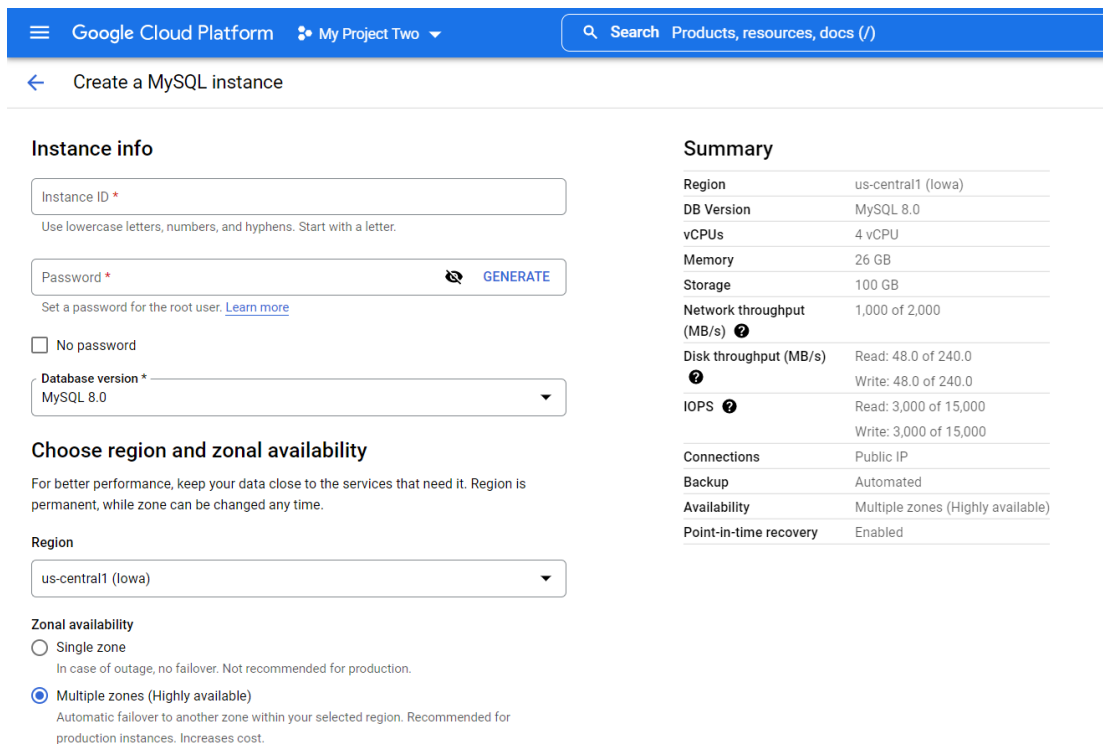 Google Cloud Platform My Project Two Search Products, resources, docs (/)
Create a MySQL instance
Instance info
Instance ID *
Use lowercase letters, numbers, and hyphens. Start with a letter.
Password * GENERATE
Set a password for the root user. Learn more
No password
Database version *
MySQL 8.0
Choose region and zonal availability
For better performance, keep your data close to the services that need it. Region is
permanent, while zone can be changed any time.
Region
us-central1 (Iowa)
Zonal availability
Single zone
In case of outage, no failover. Not recommended for production.
Multiple zones (Highly available)
Automatic failover to another zone within your selected region. Recommended for
production instances. Increases cost.
Summary
Region us-central1 (Iowa)
DB Version MySQL 8.0
vCPUs 4 vCPU
Memory 26 GB
Storage 100 GB
Network throughput 1,000 of 2,000
(MB/s) ?
Disk throughput (MB/s) Read: 48.0 of 240.0
? Write: 48.0 of 240.0
IOPS ? Read: 3,000 of 15,000
Write: 3,000 of 15,000
Connections Public IP
Backup Automated
Availability Multiple zones (Highly available)
Point-in-time recovery Enabled